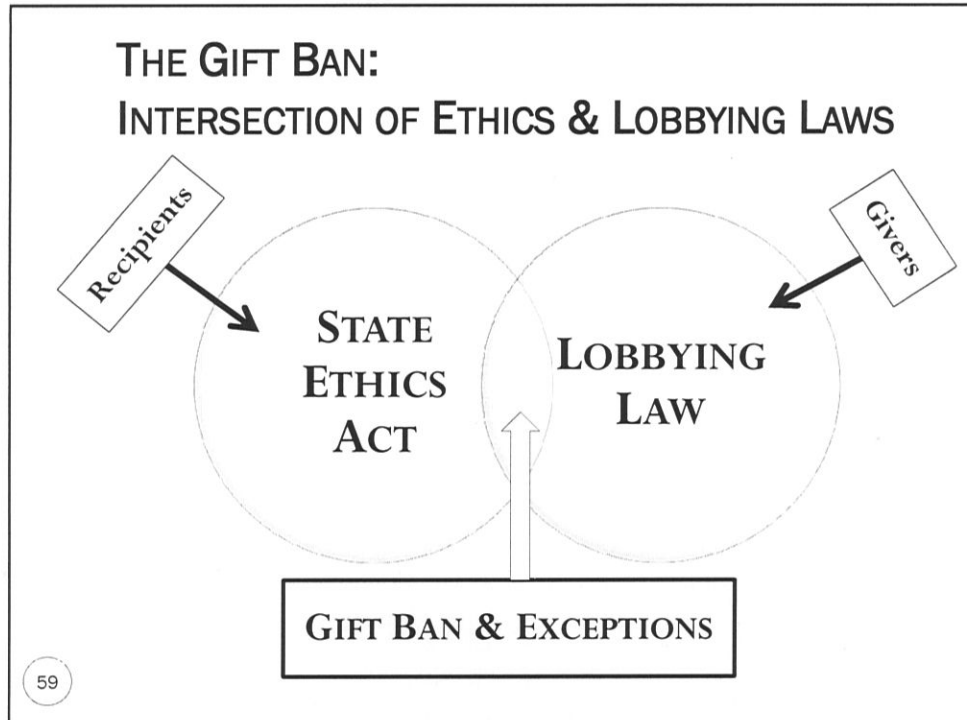 THE GIFT BAN:
INTERSECTION OF ETHICS & LOBBYING LAWS
Recipients
Givers
STATE
ETHICS
ACT
LOBBYING
LAW
GIFT BAN & EXCEPTIONS
59